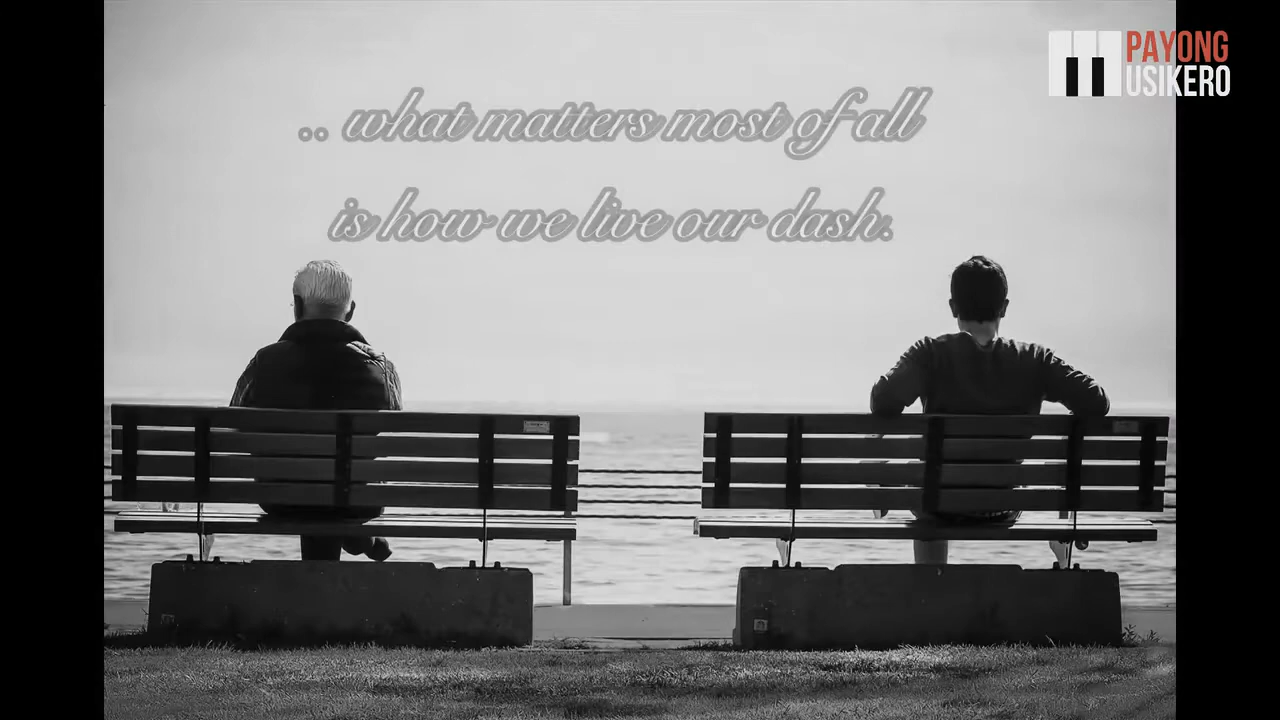 PAYONG
USIKERO
.. what matters most of all
is how we live our dash.